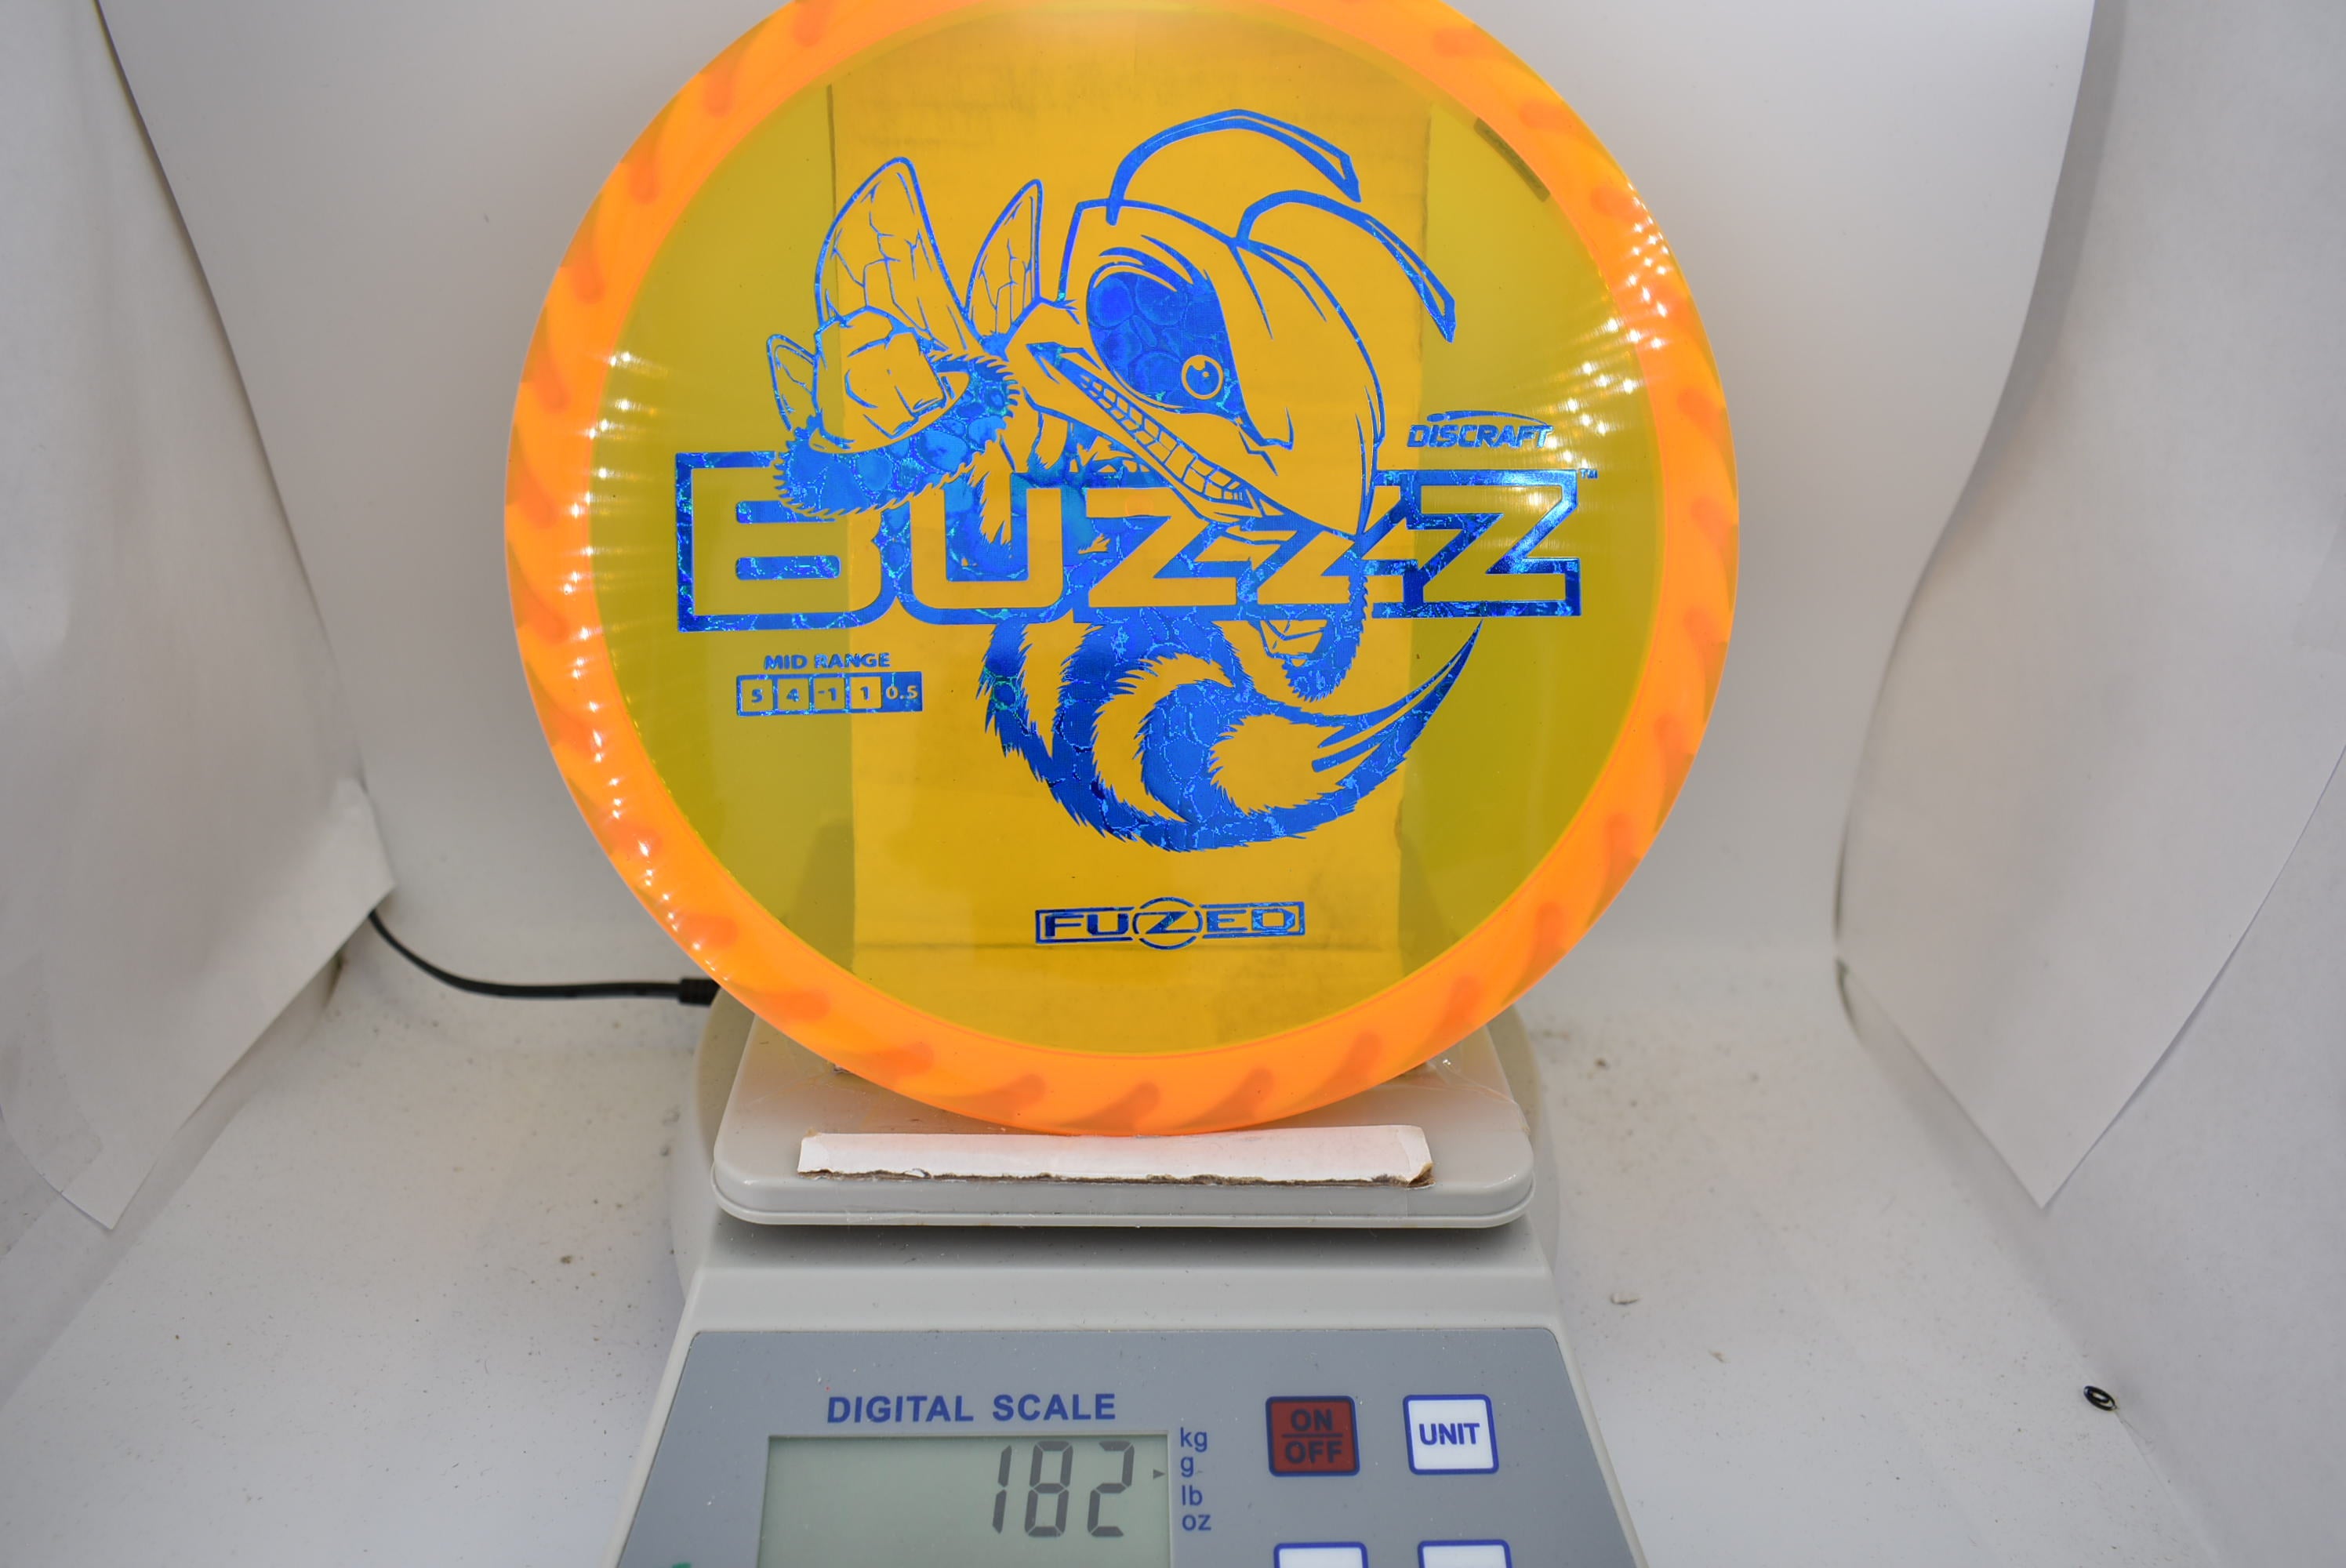 DISCRAFT
BUZZZ™
MID RANGE
5 4 -1 1 0.5
FUZED
DIGITAL SCALE
182
kg
g
lb
oz
ON
OFF
UNIT